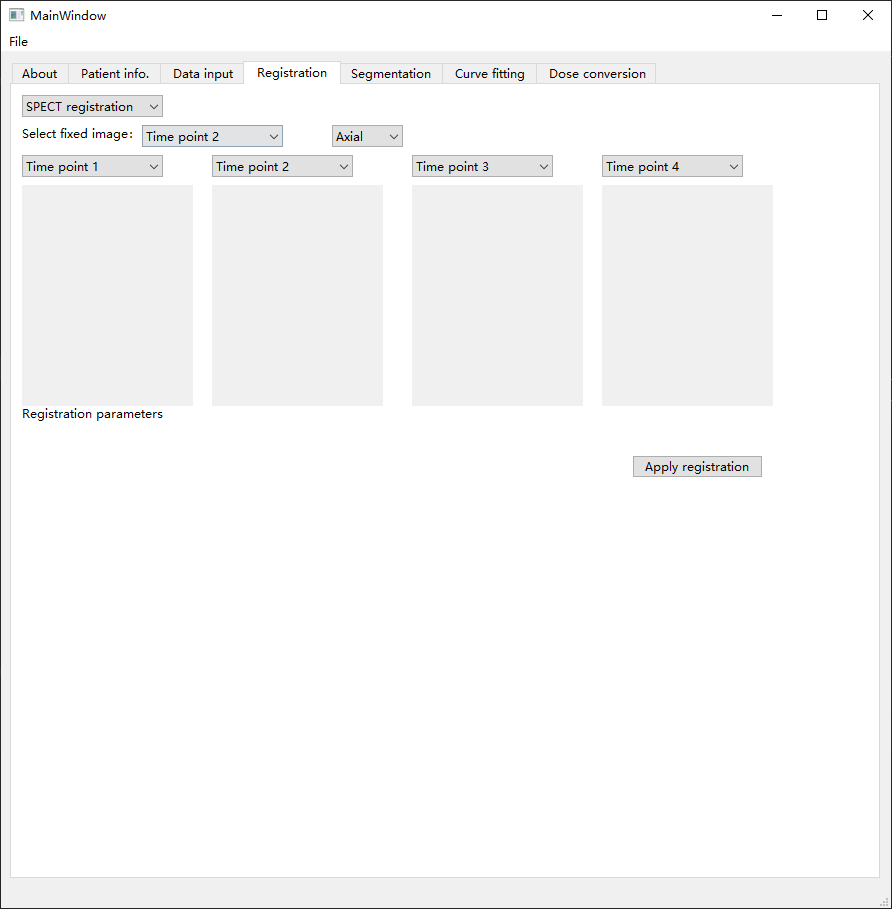 MainWindow
File
About Patient info. Data input Registration Segmentation Curve fitting Dose conversion
SPECT registration
Select fixed image: Time point 2 Axial
Time point 1 Time point 2 Time point 3 Time point 4
Registration parameters
Apply registration